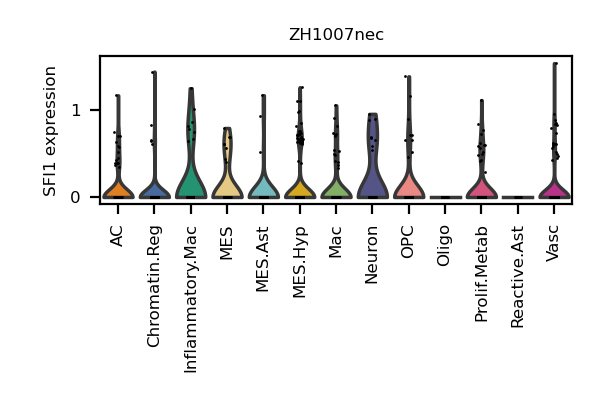 ZH1007nec
SFI1 expression
1
0
AC
Chromatin.Reg
Inflammatory.Mac
MES
MES.Ast
MES.Hyp
Mac
Neuron
OPC
Oligo
Prolif.Metab
Reactive.Ast
Vasc